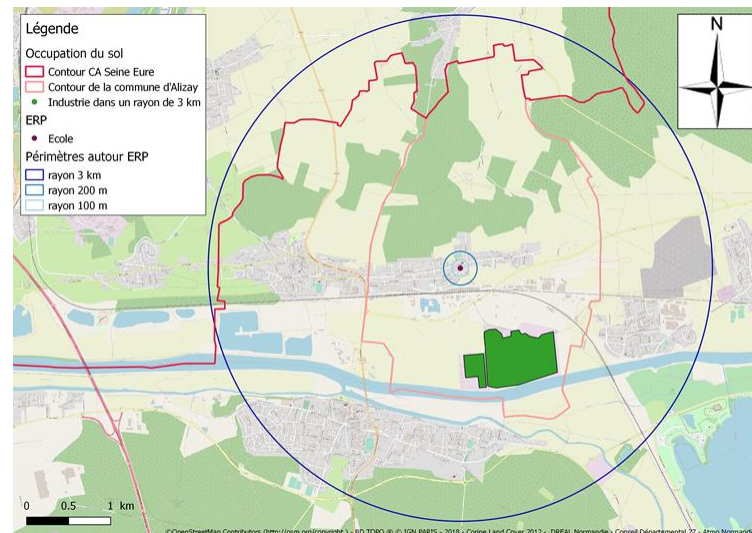 Légende
Occupation du sol
Contour CA Seine Eure
Contour de la commune d'Alizay
Industrie dans un rayon de 3 km
ERP
Ecole
Périmètres autour ERP
rayon 3 km
rayon 200 m
rayon 100 m
N
0 0.5 1 km
©OpenStreetMap Contributors (http://osm.org/copyright ) - BD TOPO ® © IGN PARIS - 2018 - Corine Land Cover 2012 - DREAL Normandie - Conseil Départemental 27 - Atmo Normandie